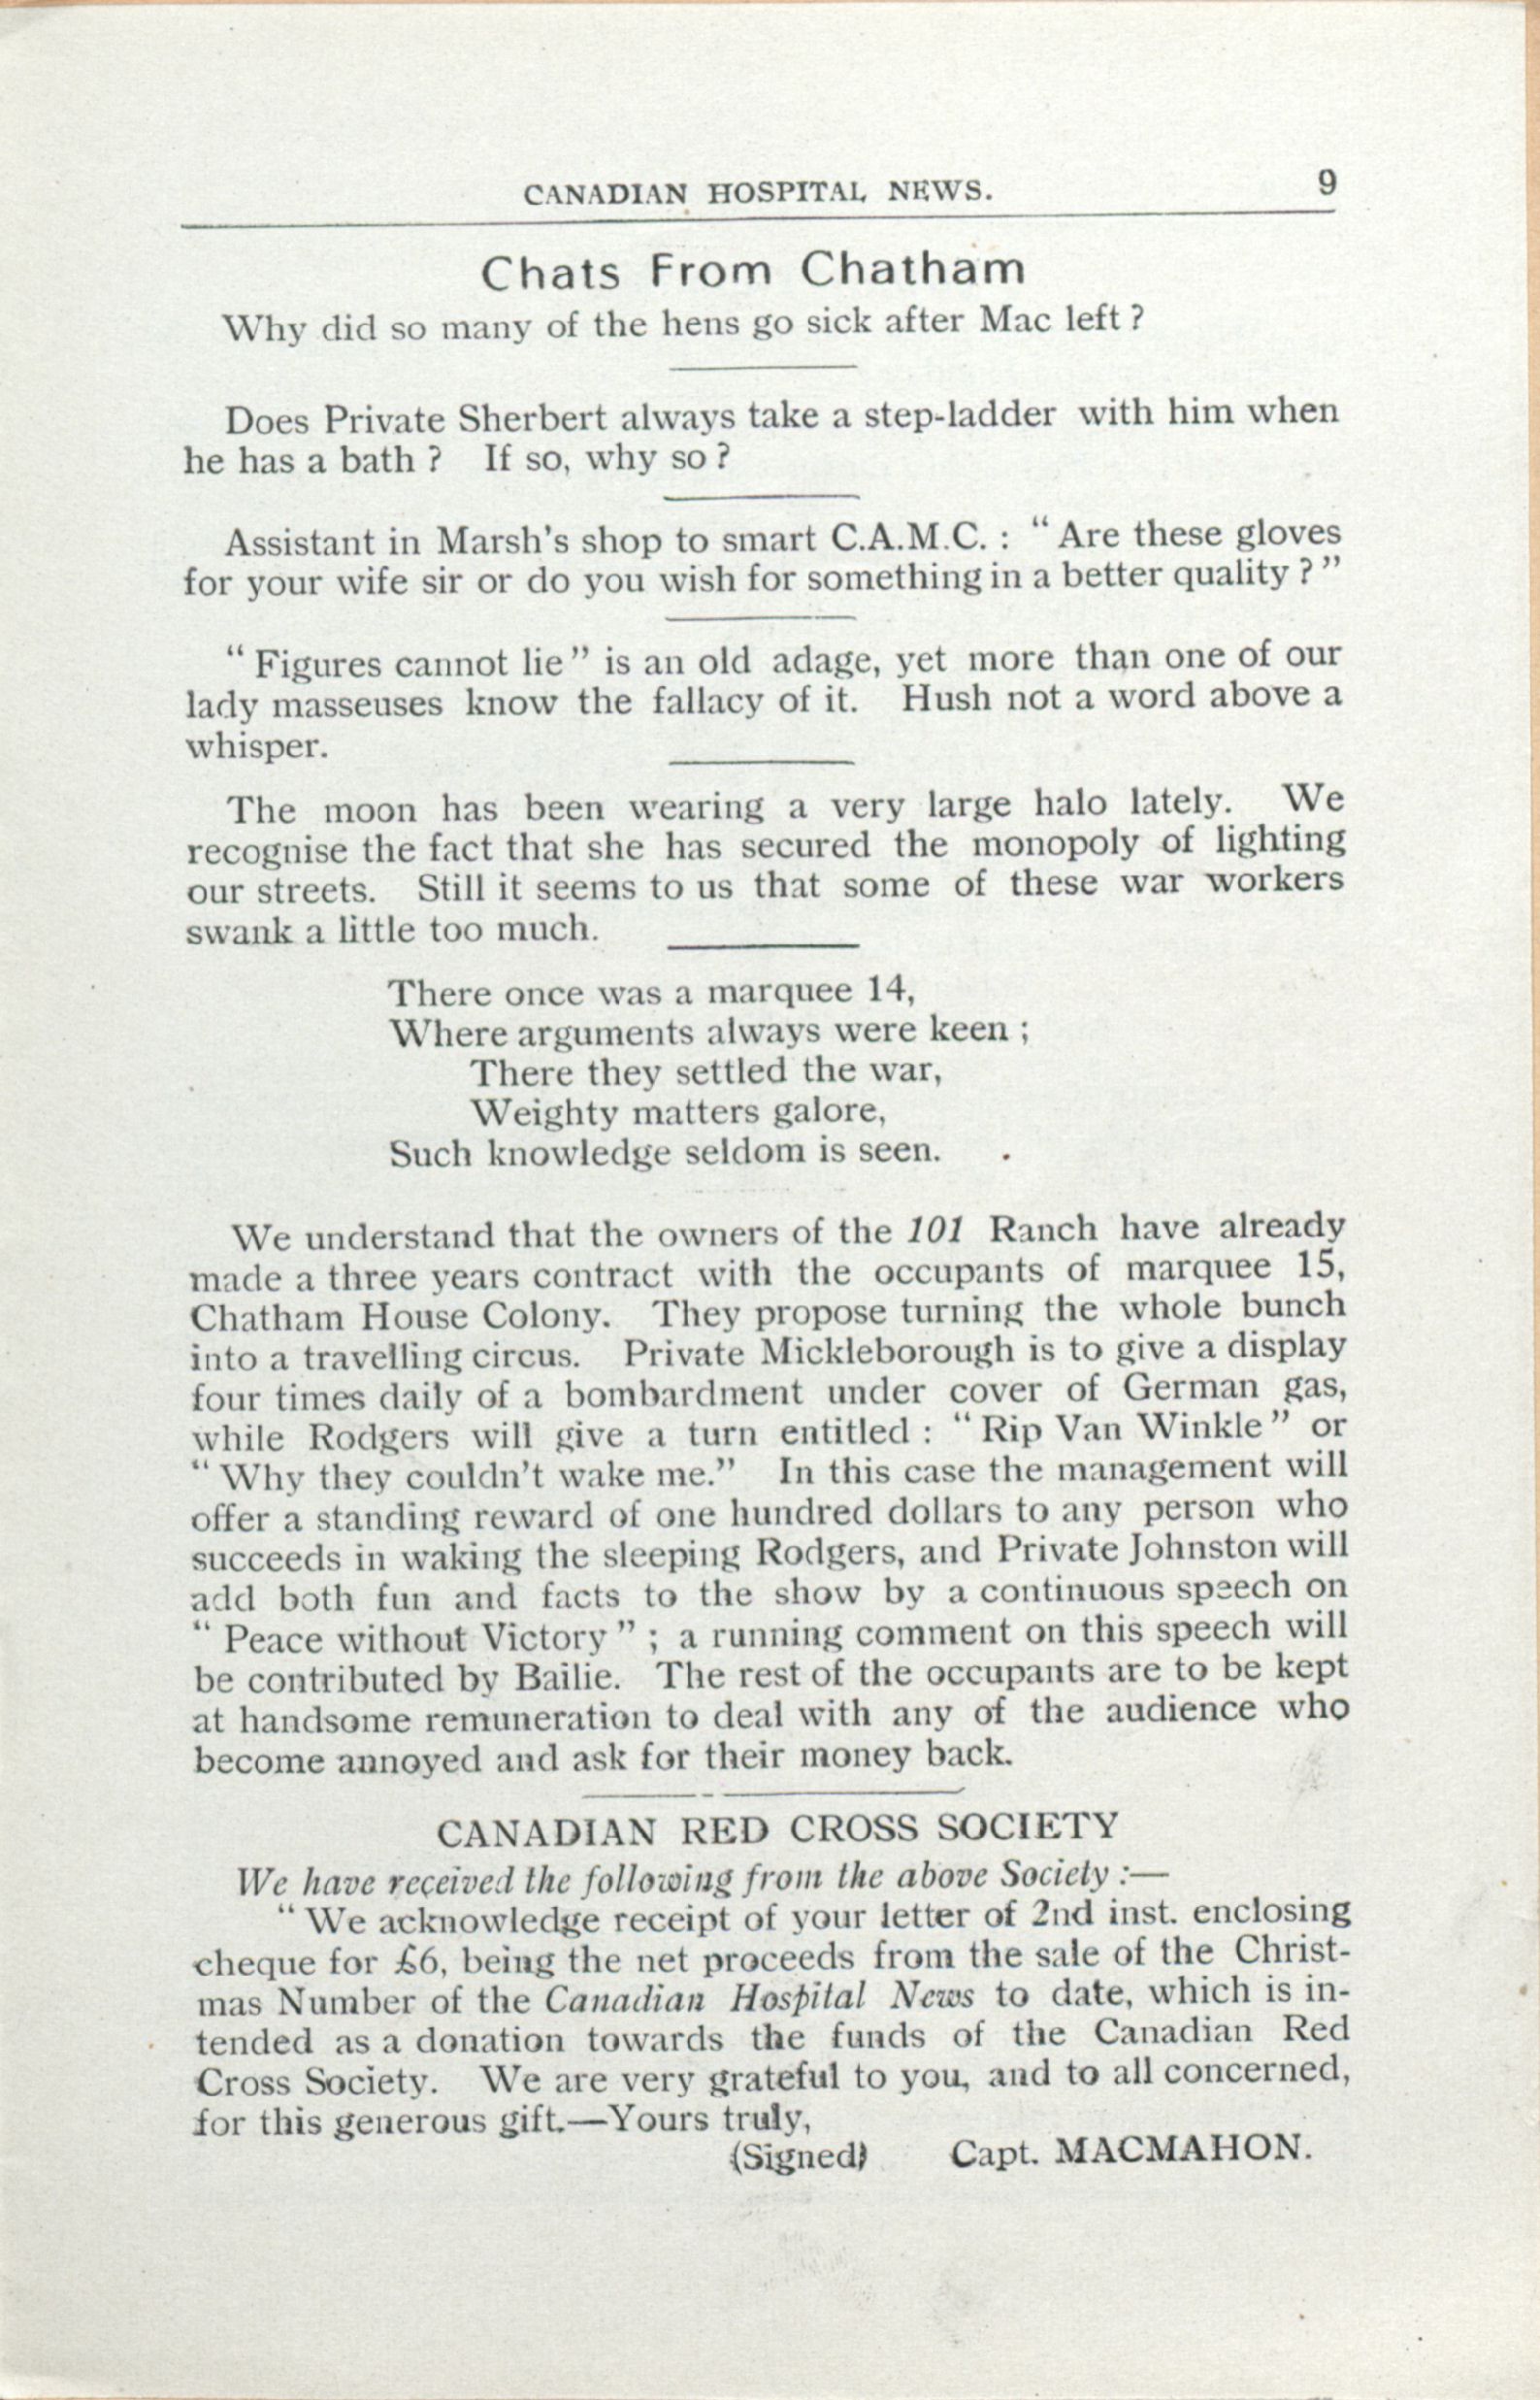 CANADIAN HOSPITAL NEWS. 9
Chats From Chatham
Why did so many of the hens go sick after Mac left ?
Does Private Sherbert always take a step-ladder with him when
he has a bath ? If so, why so ?
Assistant in Marsh's shop to smart C.A.M.C. : “ Are these gloves
for your wife sir or do you wish for something in a better quality ? ”
“ Figures cannot lie ” is an old adage, yet more than one of our
lady masseuses know the fallacy of it. Hush not a word above a
whisper.
The moon has been wearing a very large halo lately. We
recognise the fact that she has secured the monopoly of lighting
our streets. Still it seems to us that some of these war workers
swank a little too much.
There once was a marquee 14,
Where arguments always were keen ;
There they settled the war,
Weighty matters galore,
Such knowledge seldom is seen.
We understand that the owners of the 101 Ranch have already
made a three years contract with the occupants of marquee 15,
Chatham House Colony. They propose turning the whole bunch
into a travelling circus. Private Mickleborough is to give a display
four times daily of a bombardment under cover of German gas,
while Rodgers will give a turn entitled : “ Rip Van Winkle ” or
“ Why they couldn't wake me.” In this case the management will
offer a standing reward of one hundred dollars to any person who
succeeds in waking the sleeping Rodgers, and Private Johnston will
add both fun and facts to the show by a continuous speech on
“ Peace without Victory ” ; a running comment on this speech will
be contributed by Bailie. The rest of the occupants are to be kept
at handsome remuneration to deal with any of the audience who
become annoyed and ask for their money back.
CANADIAN RED CROSS SOCIETY
We have received the following from the above Society :—
“ We acknowledge receipt of your letter of 2nd inst. enclosing
cheque for £6, being the net proceeds from the sale of the Christ-
mas Number of the Canadian Hospital News to date, which is in-
tended as a donation towards the funds of the Canadian Red
Cross Society. We are very grateful to you, and to all concerned,
for this generous gift.—Yours truly,
(Signed) Capt. MACMAHON.